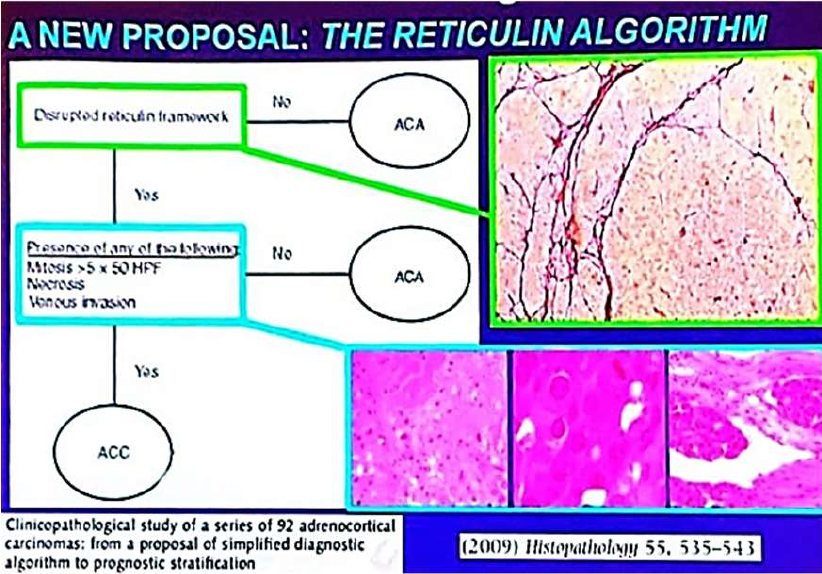 A NEW PROPOSAL: THE RETICULIN ALGORITHM
Disrupted reticulin framework
No
ACA
Yes
Presence of any of the following:
Mitosis >5 x 50 HPF
Necrosis
Venous invasion
No
ACA
Yes
ACC
Clinicopathological study of a series of 92 adrenocortical
carcinomas: from a proposal of simplified diagnostic
algorithm to prognostic stratification
(2009) Histopathology 55, 535–543